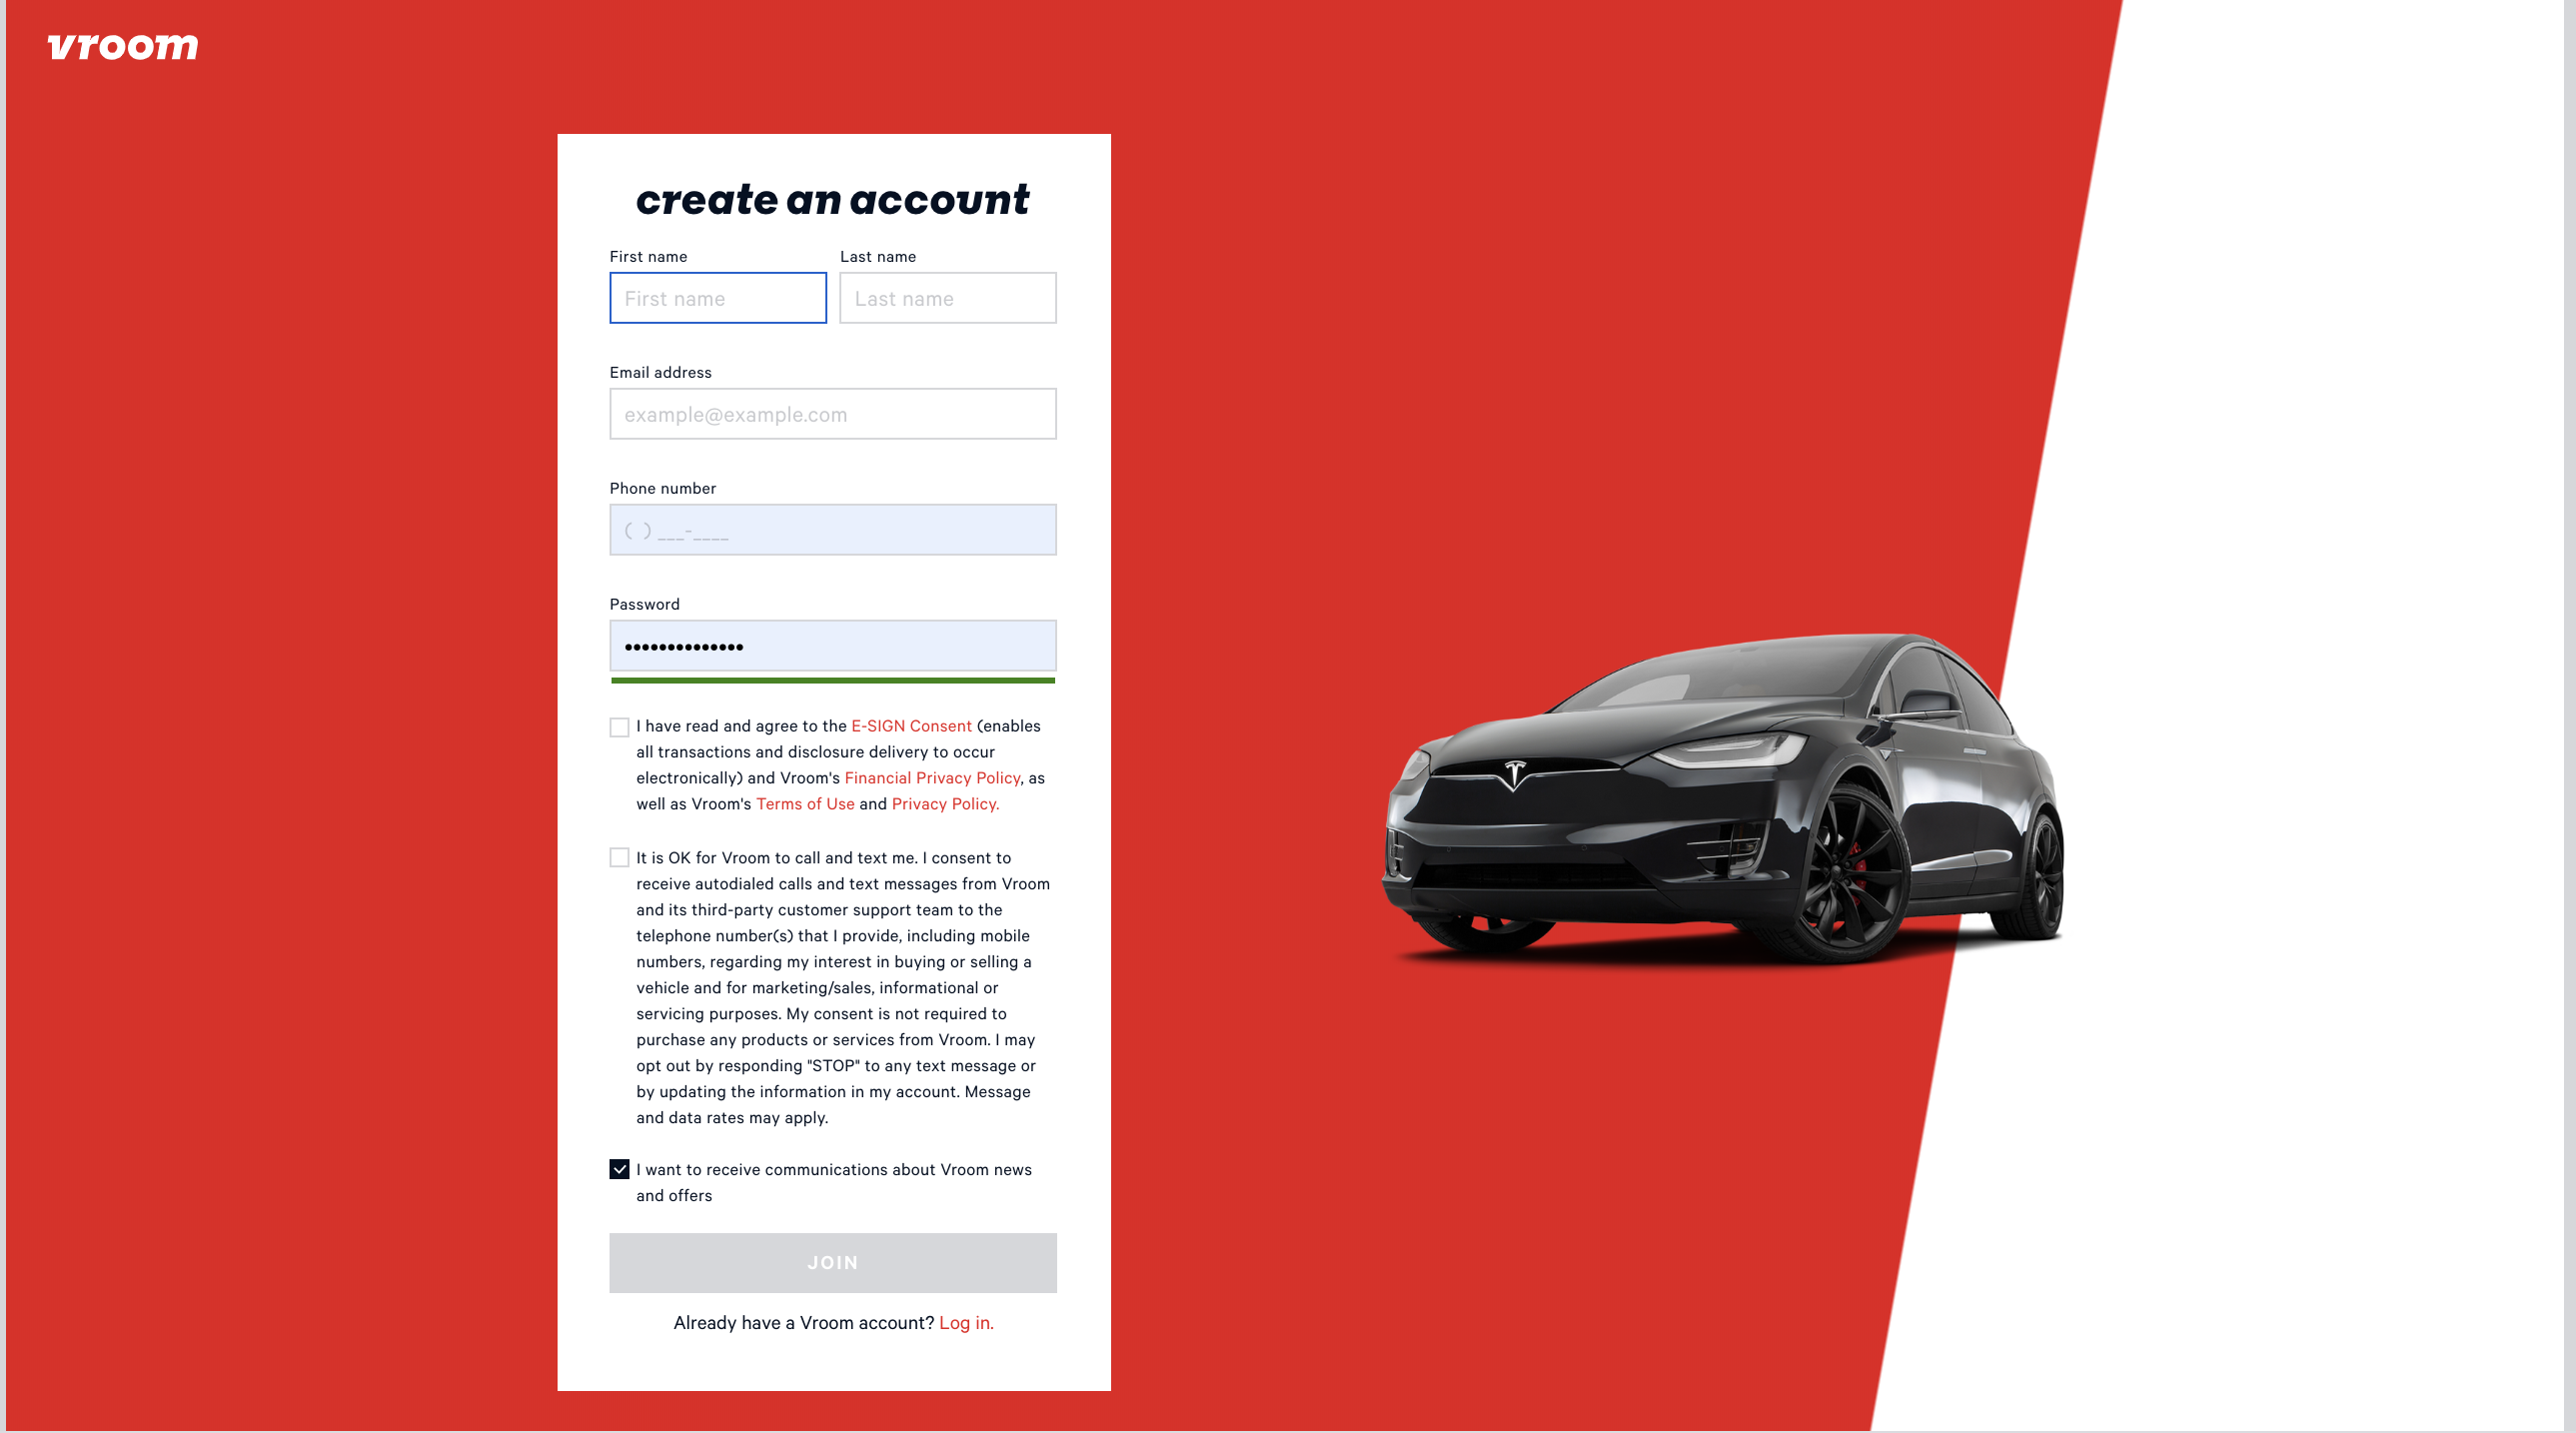 vroom
create an account
First name Last name
First name Last name
Email address
example@example.com
Phone number
( ) ___-____
Password
••••••••••••••
I have read and agree to the E-SIGN Consent (enables
all transactions and disclosure delivery to occur
electronically) and Vroom's Financial Privacy Policy, as
well as Vroom's Terms of Use and Privacy Policy.
It is OK for Vroom to call and text me. I consent to
receive autodialed calls and text messages from Vroom
and its third-party customer support team to the
telephone number(s) that I provide, including mobile
numbers, regarding my interest in buying or selling a
vehicle and for marketing/sales, informational or
servicing purposes. My consent is not required to
purchase any products or services from Vroom. I may
opt out by responding "STOP" to any text message or
by updating the information in my account. Message
and data rates may apply.
I want to receive communications about Vroom news
and offers
JOIN
Already have a Vroom account? Log in.